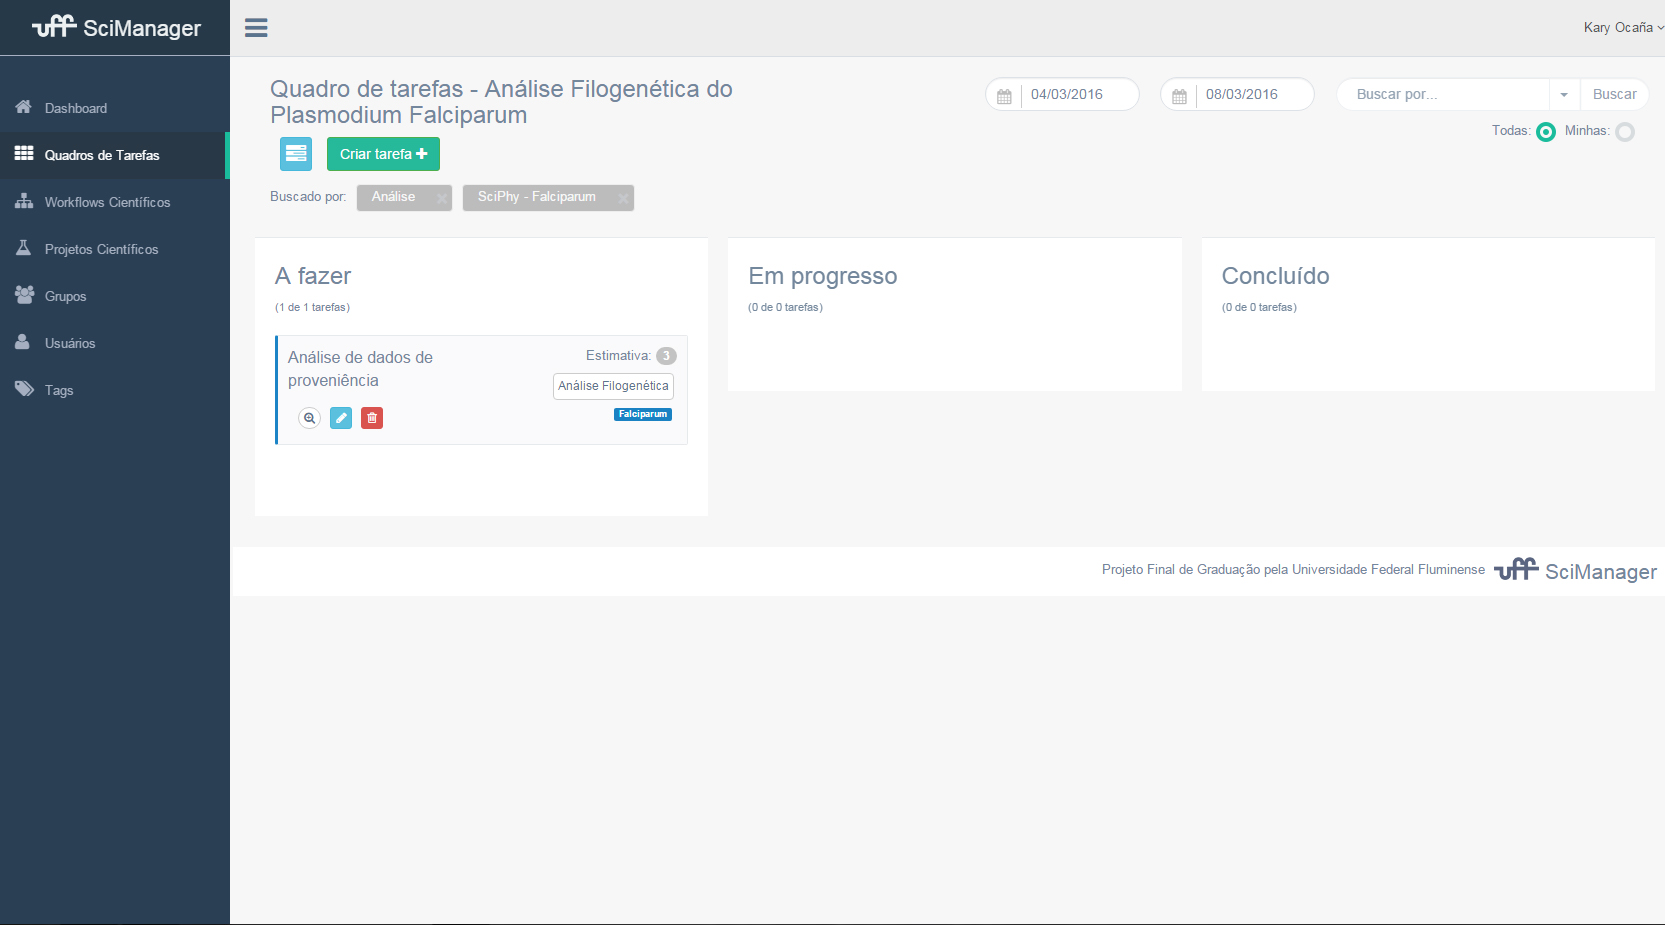 uff SciManager
Kary Ocaña
Dashboard
Quadros de Tarefas
Workflows Científicos
Projetos Científicos
Grupos
Usuários
Tags
Quadro de tarefas - Análise Filogenética do
Plasmodium Falciparum
04/03/2016
08/03/2016
Buscar por...
Buscar
Todas:
Minhas:
Criar tarefa
Buscado por:
Análise
SciPhy - Falciparum
A fazer
(1 de 1 tarefas)
Análise de dados de
proveniência
Estimativa: 3
Análise Filogenética
Falciparum
Em progresso
(0 de 0 tarefas)
Concluído
(0 de 0 tarefas)
Projeto Final de Graduação pela Universidade Federal Fluminense uff SciManager